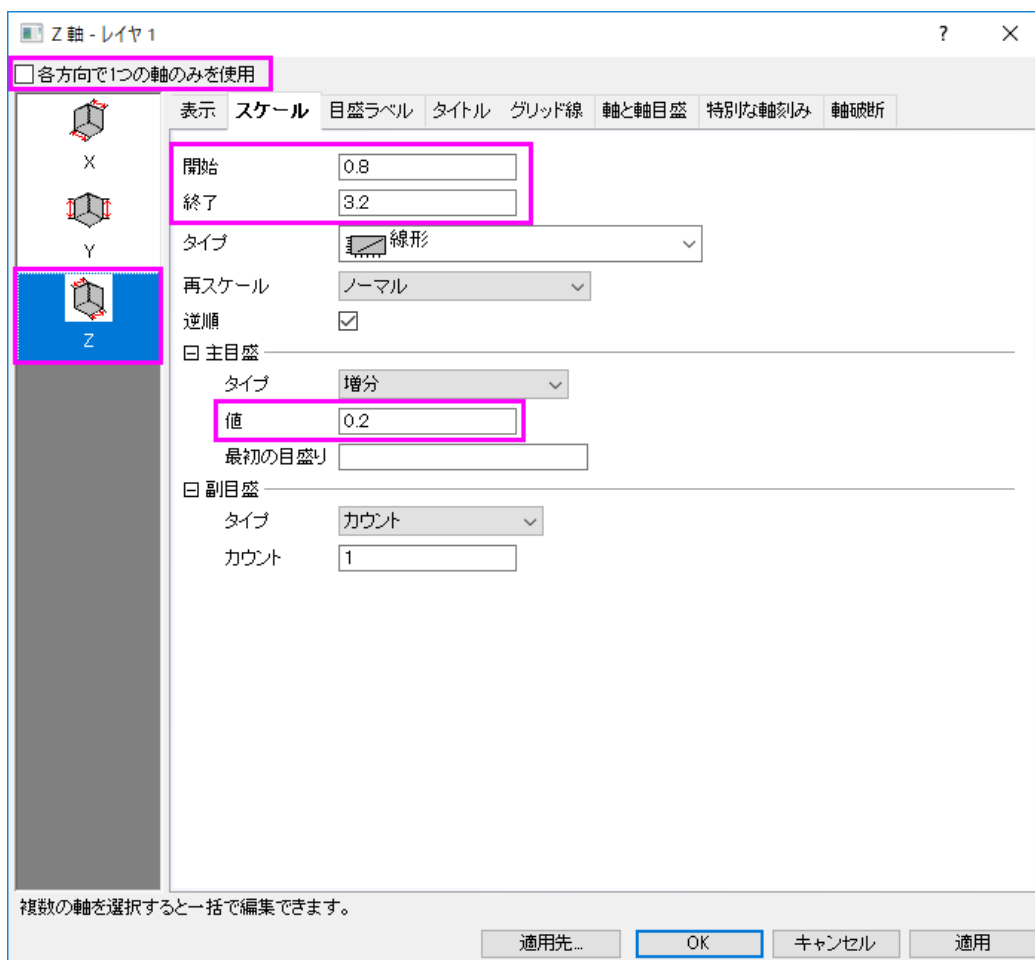 Z 軸 - レイヤ 1 ?
各方向で1つの軸のみを使用
X
Y
Z
表示 スケール 目盛ラベル タイトル グリッド線 軸と軸目盛 特別な軸刻み 軸破断
開始 0.8
終了 3.2
タイプ 線形
再スケール ノーマル
逆順
主目盛
タイプ 増分
値 0.2
最初の目盛り
副目盛
タイプ カウント
カウント 1
複数の軸を選択すると一括で編集できます。
適用先... OK キャンセル 適用